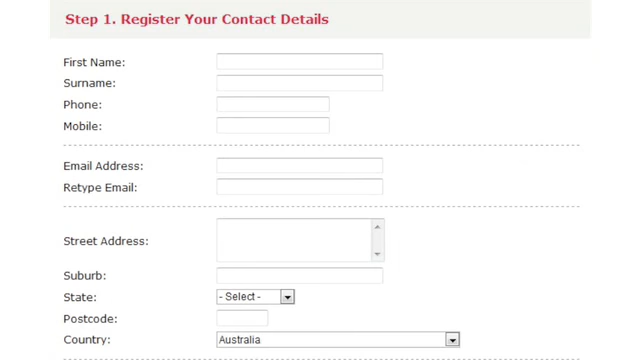 Step 1. Register Your Contact Details
First Name:
Surname:
Phone:
Mobile:
Email Address:
Retype Email:
Street Address:
Suburb:
State: - Select -
Postcode:
Country: Australia